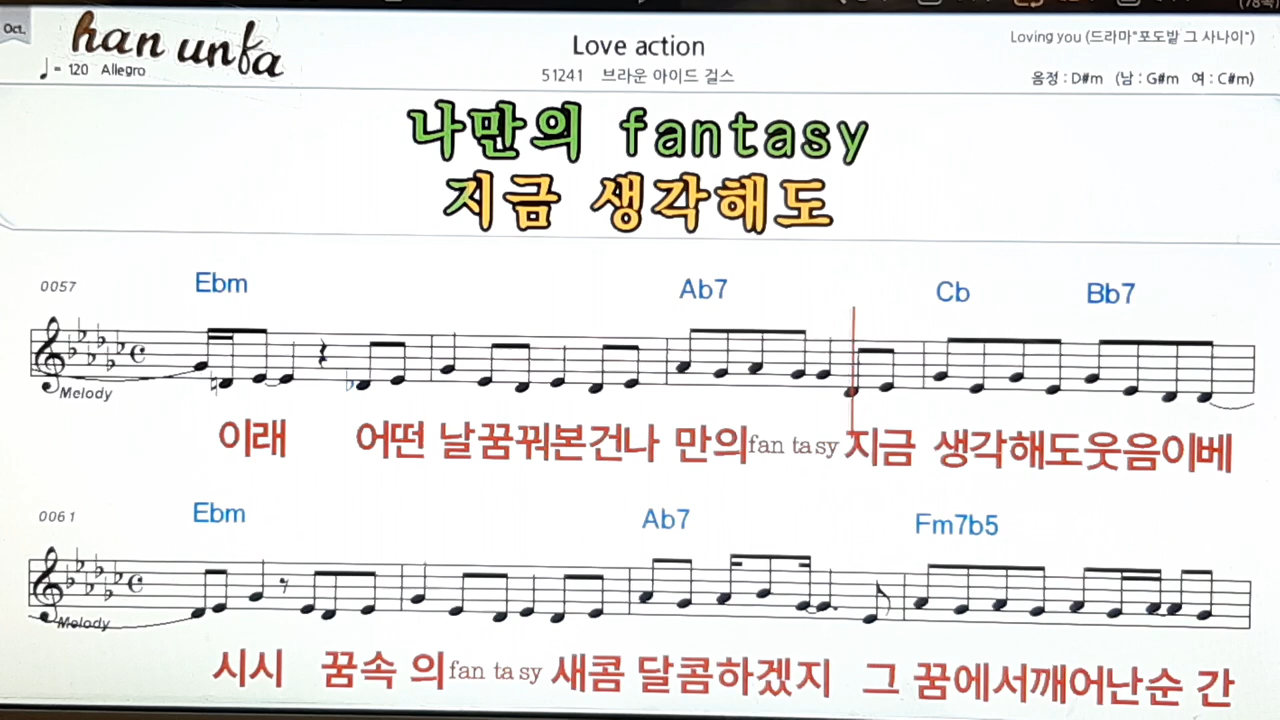 Oct.
han unfa
♩= 120 Allegro
Love action
51241 브라운 아이드 걸스
Loving you (드라마"포도밭 그 사나이")
음정 : D#m (남 : G#m 여 : C#m)
나만의 fantasy
지금 생각해도
0057
Ebm Ab7 Cb Bb7
Melody
이래 어떤 날꿈꿔본건나 만의fan tasy 지금 생각해도웃음이베
0061
Ebm Ab7 Fm7b5
Melody
시시 꿈속 의fan ta sy 새콤 달콤하겠지 그 꿈에서깨어난순 간